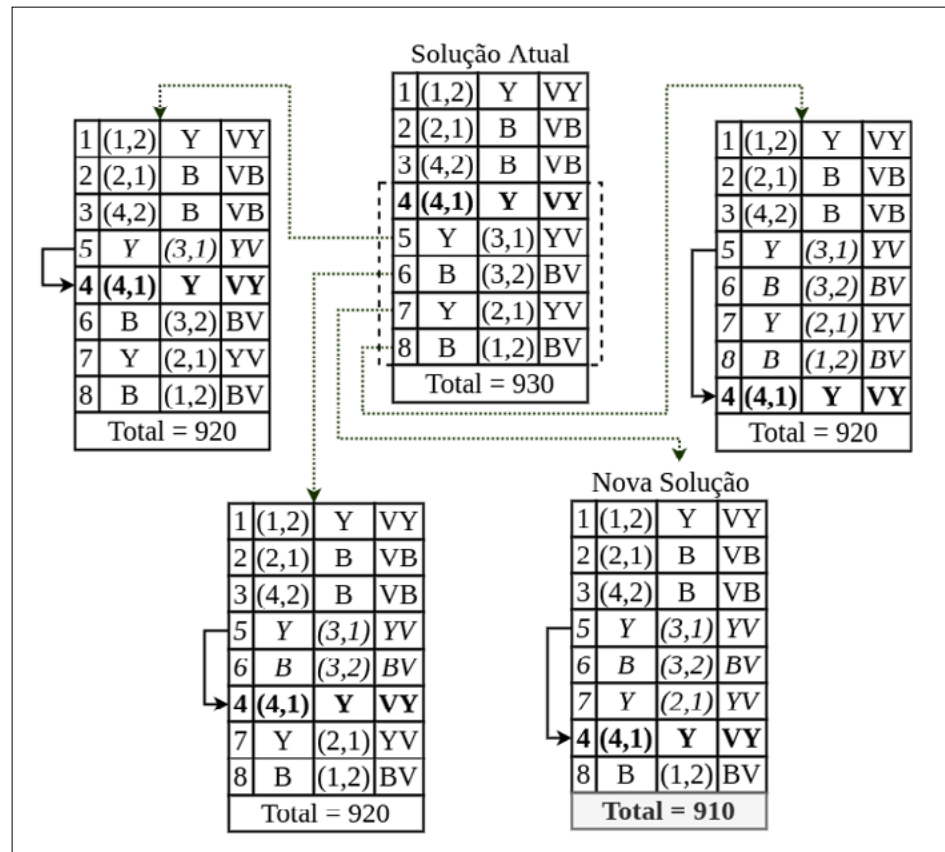 Solução Atual
1 (1,2) Y VY
2 (2,1) B VB
3 (4,2) B VB
4 (4,1) Y VY
5 Y (3,1) YV
6 B (3,2) BV
7 Y (2,1) YV
8 B (1,2) BV
Total = 930
1 (1,2) Y VY
2 (2,1) B VB
3 (4,2) B VB
5 Y (3,1) YV
4 (4,1) Y VY
6 B (3,2) BV
7 Y (2,1) YV
8 B (1,2) BV
Total = 920
1 (1,2) Y VY
2 (2,1) B VB
3 (4,2) B VB
5 Y (3,1) YV
6 B (3,2) BV
7 Y (2,1) YV
8 B (1,2) BV
4 (4,1) Y VY
Total = 920
1 (1,2) Y VY
2 (2,1) B VB
3 (4,2) B VB
5 Y (3,1) YV
6 B (3,2) BV
4 (4,1) Y VY
7 Y (2,1) YV
8 B (1,2) BV
Total = 920
Nova Solução
1 (1,2) Y VY
2 (2,1) B VB
3 (4,2) B VB
5 Y (3,1) YV
6 B (3,2) BV
7 Y (2,1) YV
4 (4,1) Y VY
8 B (1,2) BV
Total = 910